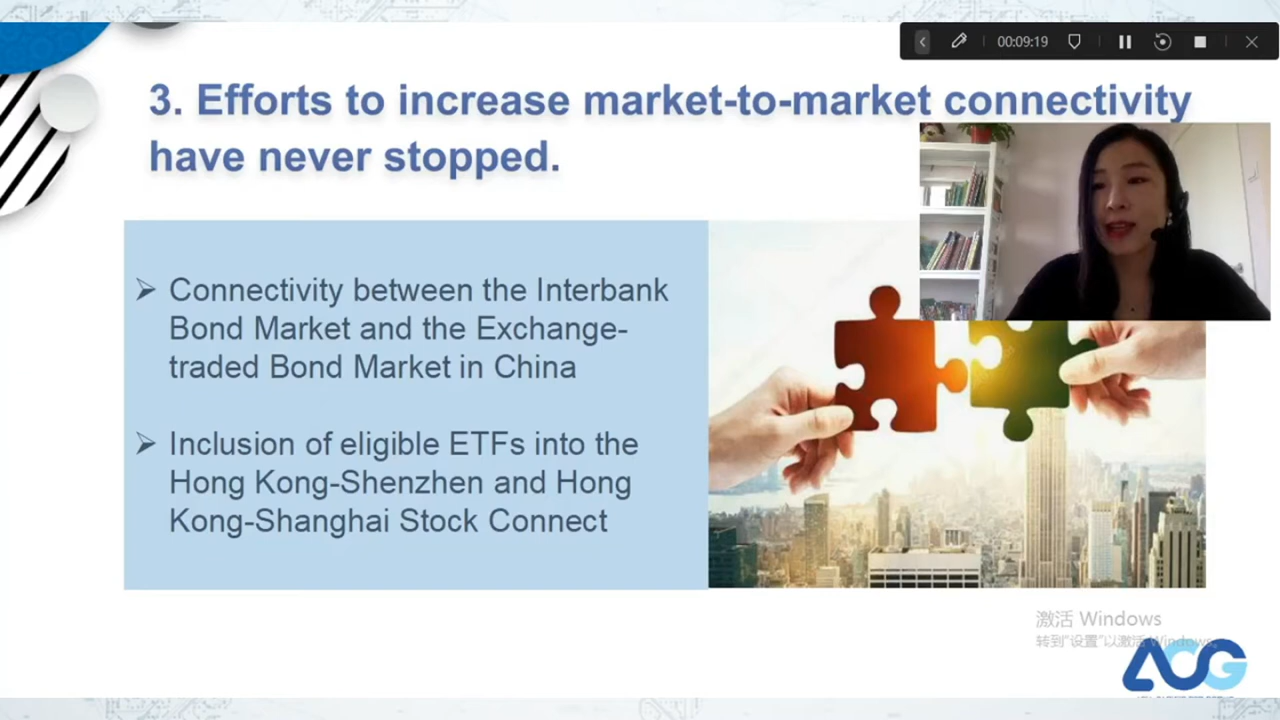 00:09:19
3. Efforts to increase market-to-market connectivity
have never stopped.
➢ Connectivity between the Interbank
Bond Market and the Exchange-
traded Bond Market in China
➢ Inclusion of eligible ETFs into the
Hong Kong-Shenzhen and Hong
Kong-Shanghai Stock Connect
激活 Windows
转到"设置"以激活 Windows。
ACG